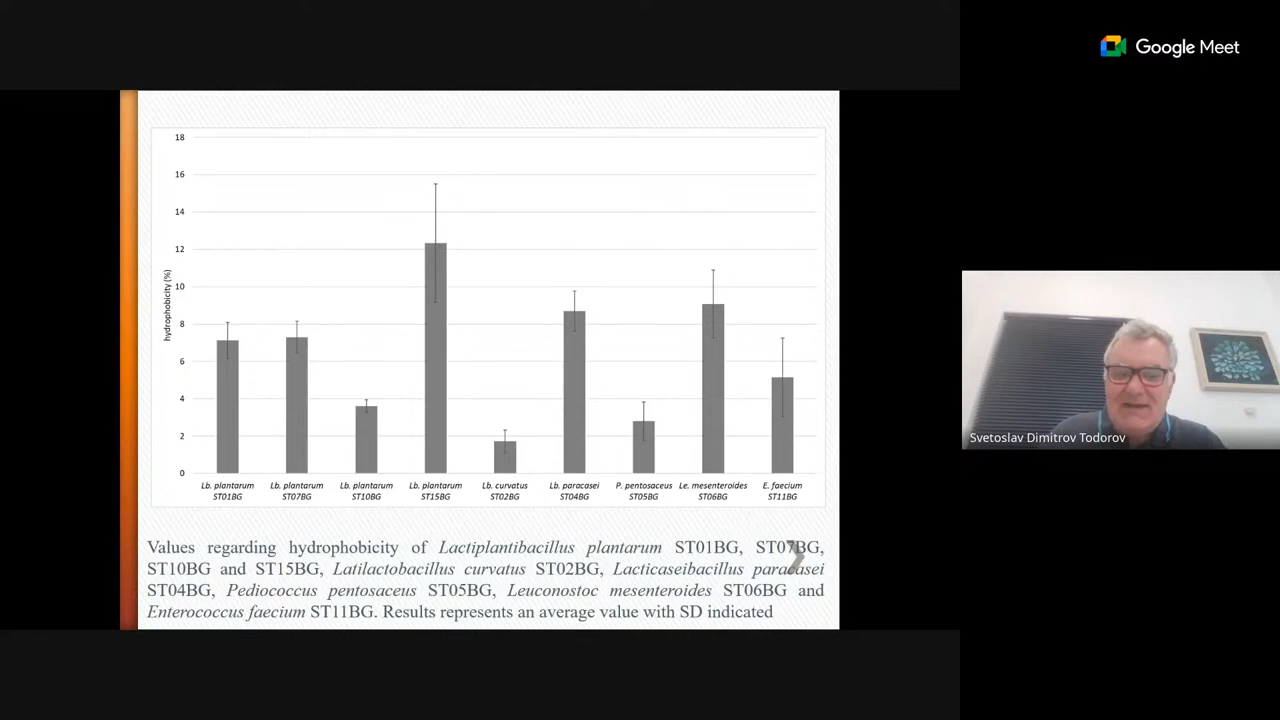 Google Meet
18
16
14
12
10
8
6
4
2
0
hydrophobicity (%)
Lb. plantarum Lb. plantarum Lb. plantarum Lb. plantarum Lb. curvatus Lb. paracasei P. pentosaceus Le. mesenteroides E. faecium
ST01BG ST07BG ST10BG ST15BG ST02BG ST04BG ST05BG ST06BG ST11BG
Values regarding hydrophobicity of Lactiplantibacillus plantarum ST01BG, ST07BG,
ST10BG and ST15BG, Latilactobacillus curvatus ST02BG, Lacticaseibacillus paracasei
ST04BG, Pediococcus pentosaceus ST05BG, Leuconostoc mesenteroides ST06BG and
Enterococcus faecium ST11BG. Results represents an average value with SD indicated
Svetoslav Dimitrov Todorov